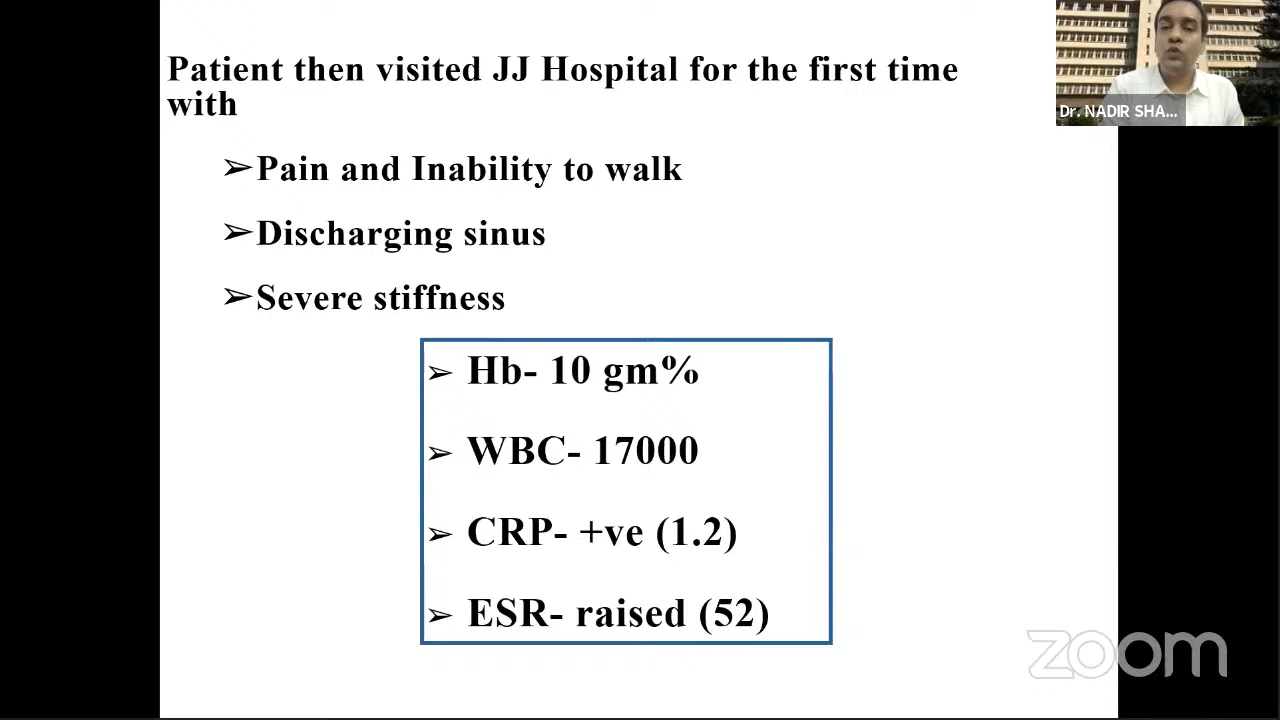 Patient then visited JJ Hospital for the first time
with
➢Pain and Inability to walk
➢Discharging sinus
➢Severe stiffness
➢ Hb- 10 gm%
➢ WBC- 17000
➢ CRP- +ve (1.2)
➢ ESR- raised (52)
Dr. NADIR SHA...
zoom